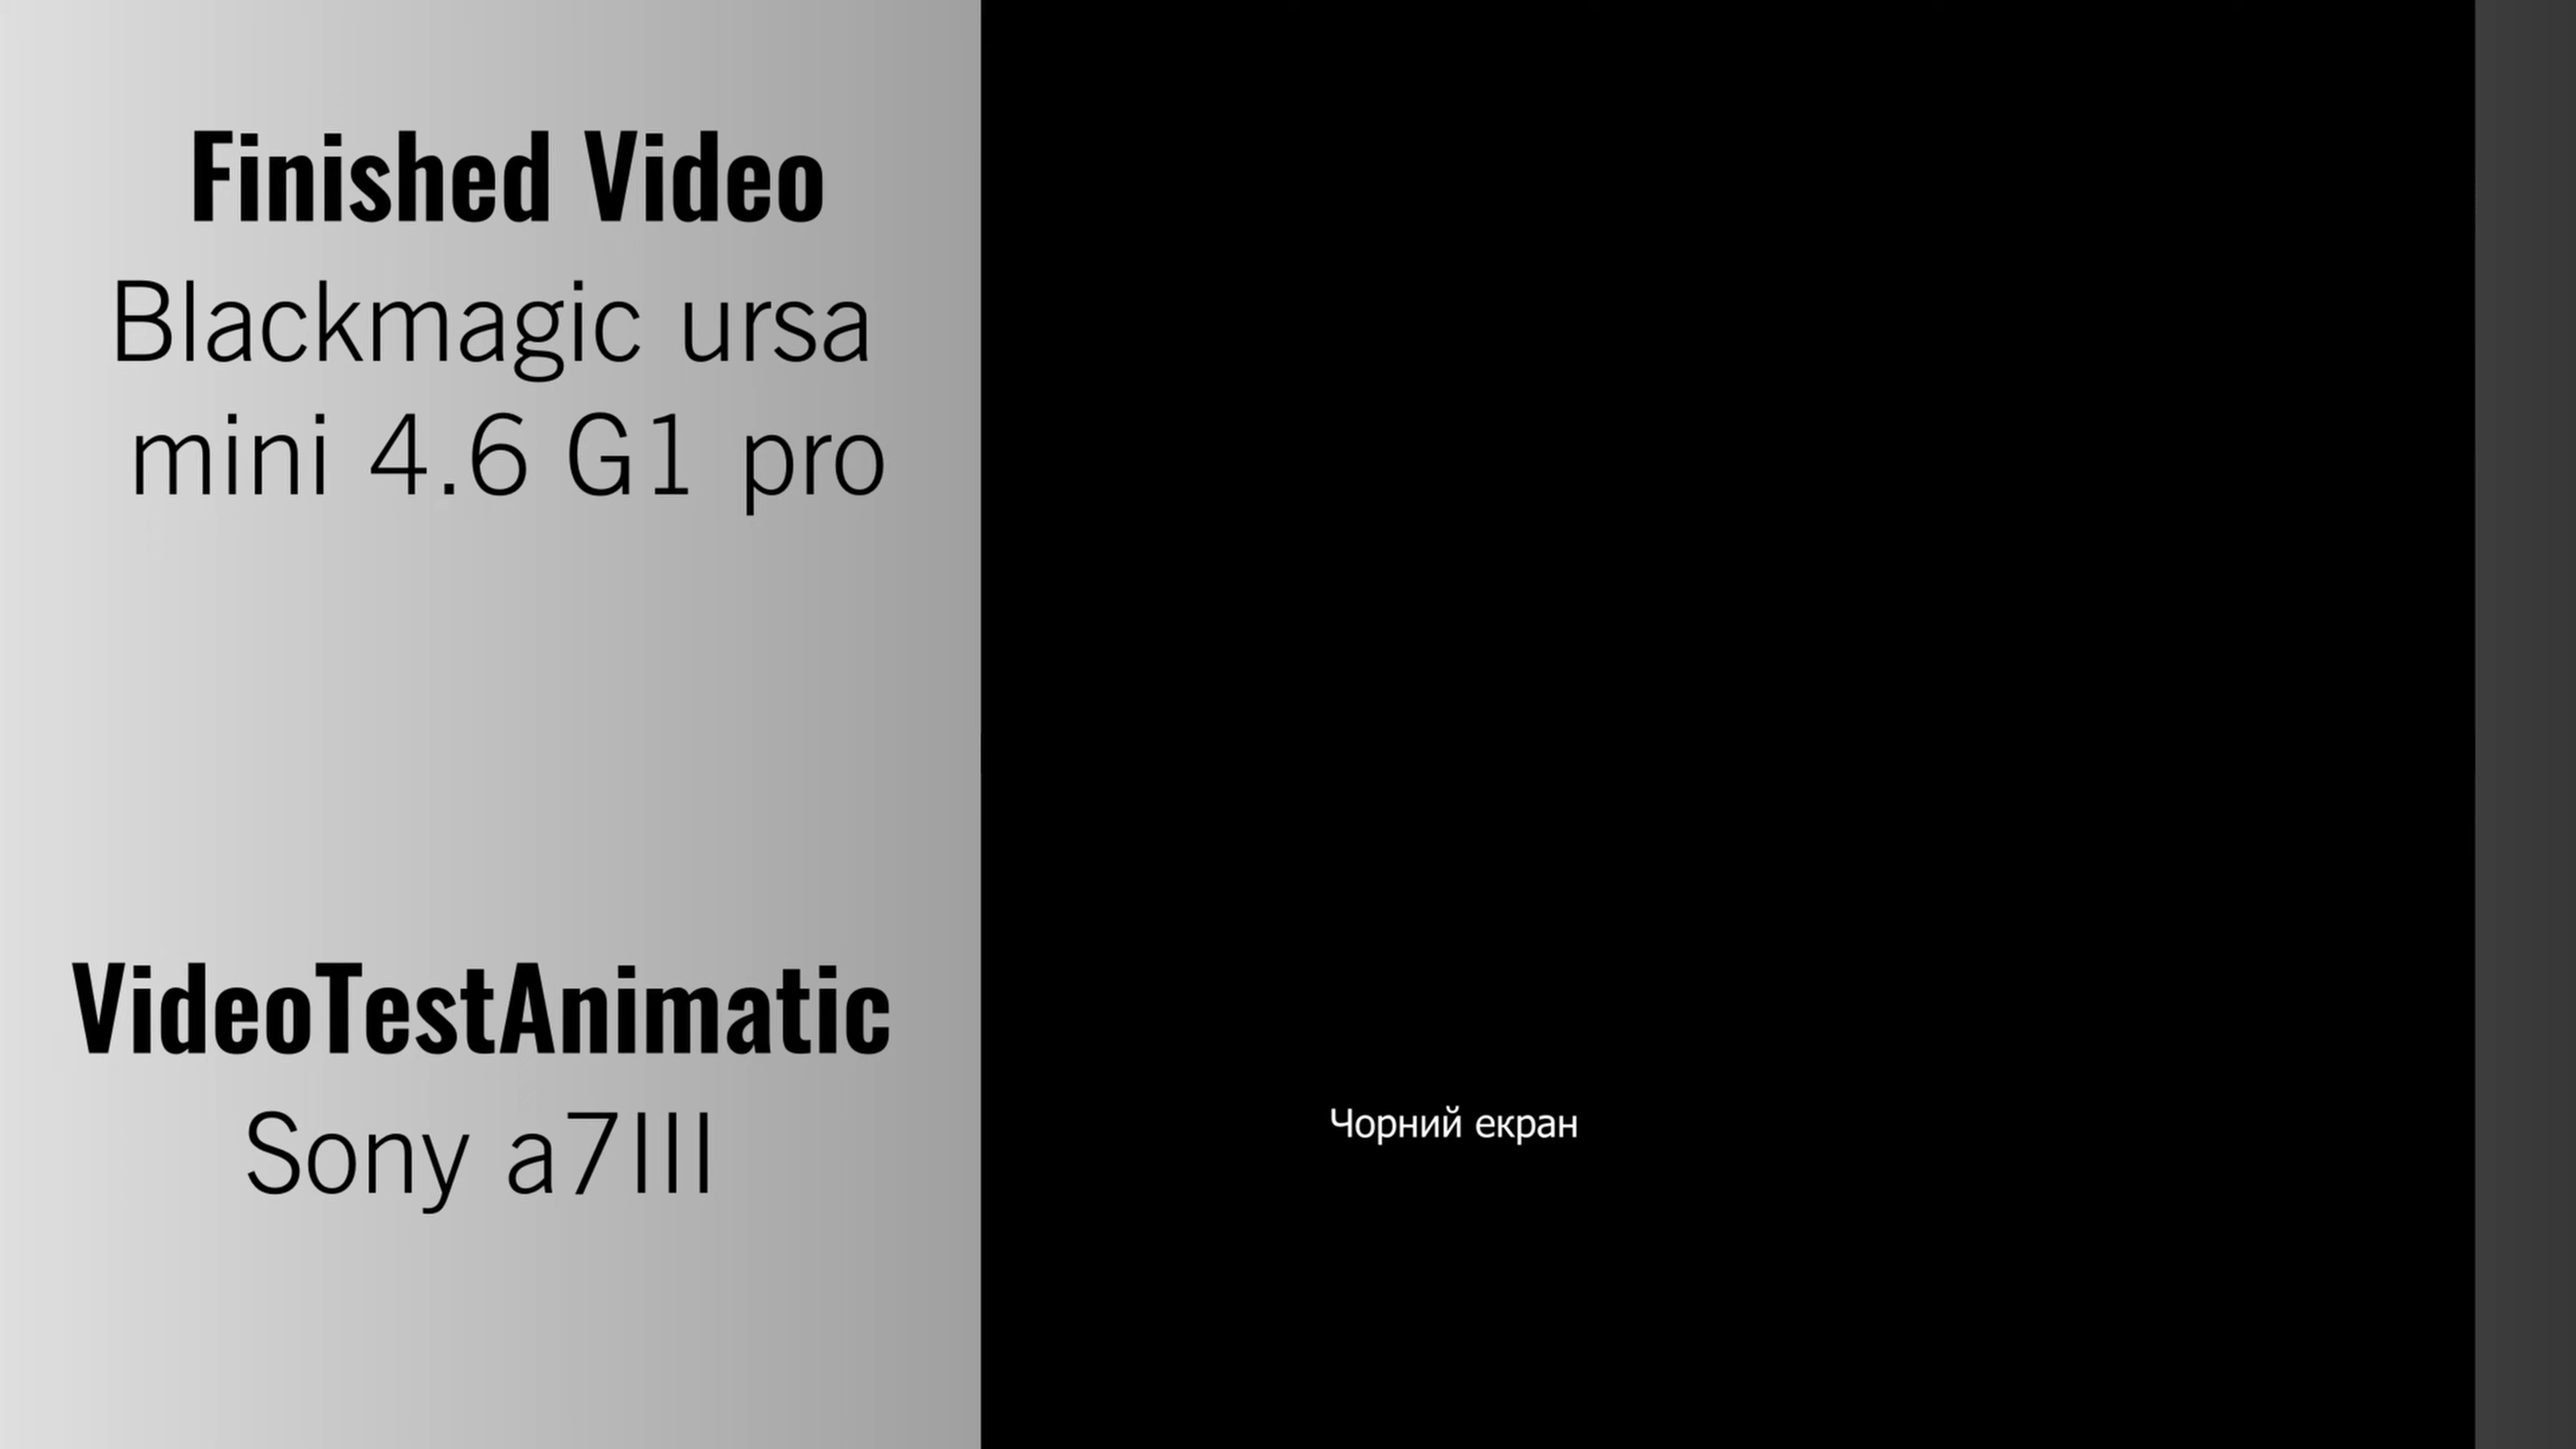 Finished Video
Blackmagic ursa
mini 4.6 G1 pro
VideoTestAnimatic
Sony a7III
Чорний екран